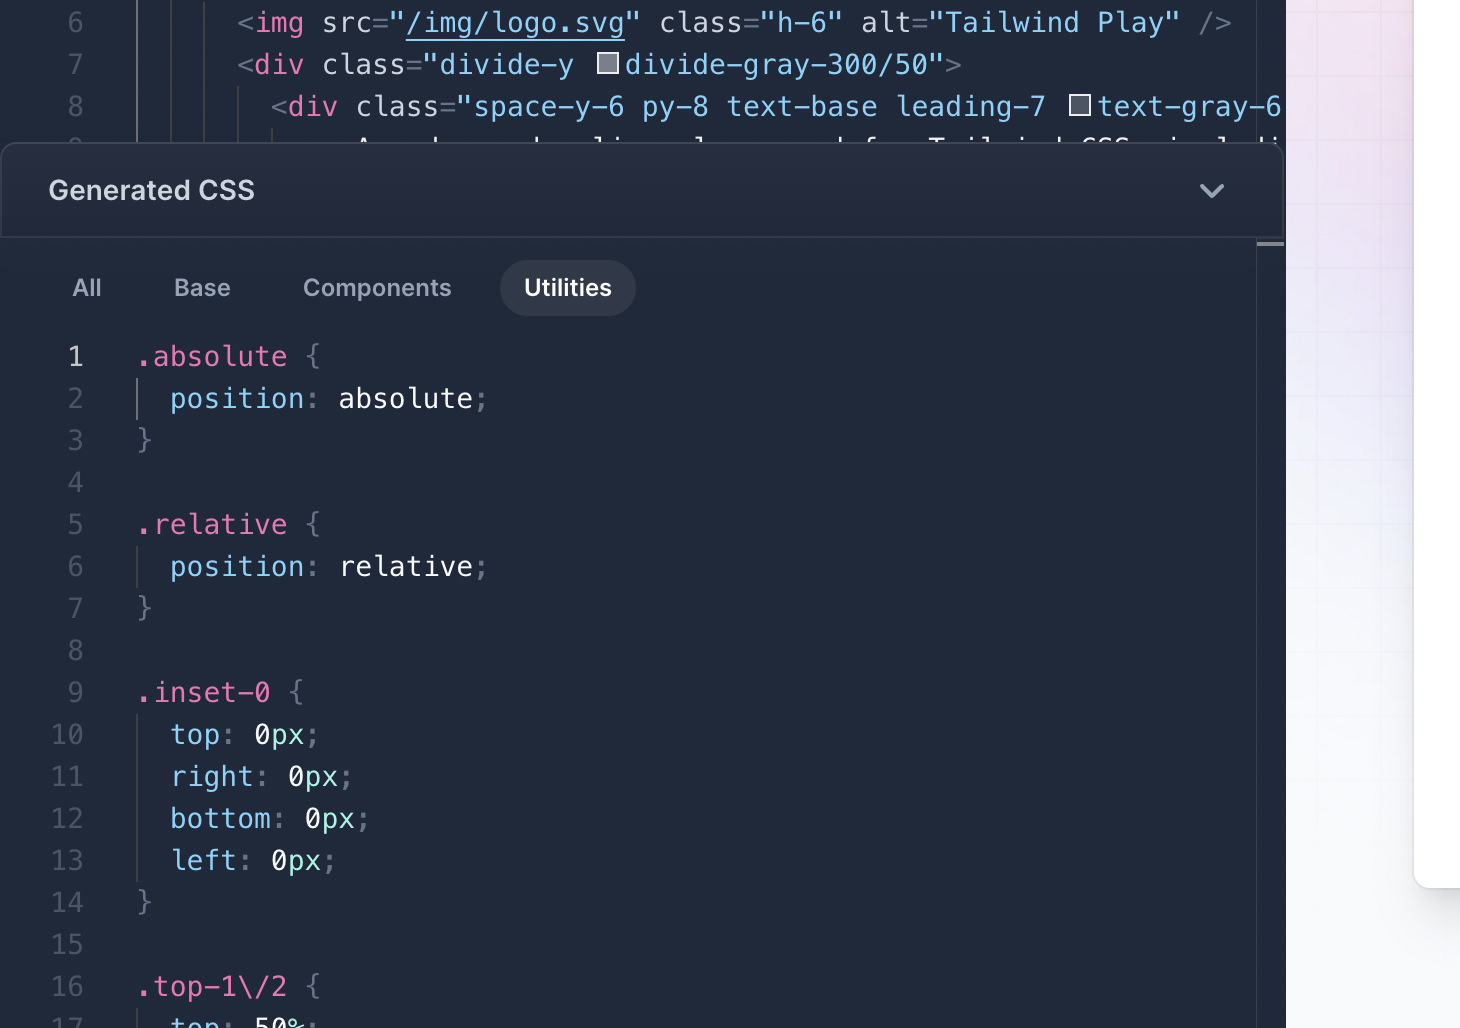 6 <img src="/img/logo.svg" class="h-6" alt="Tailwind Play" />
7 <div class="divide-y divide-gray-300/50">
8 <div class="space-y-6 py-8 text-base leading-7 text-gray-6
Generated CSS
All Base Components Utilities
1 .absolute {
2 position: absolute;
3 }
4
5 .relative {
6 position: relative;
7 }
8
9 .inset-0 {
10 top: 0px;
11 right: 0px;
12 bottom: 0px;
13 left: 0px;
14 }
15
16 .top-1\/2 {
17 top: 50%;